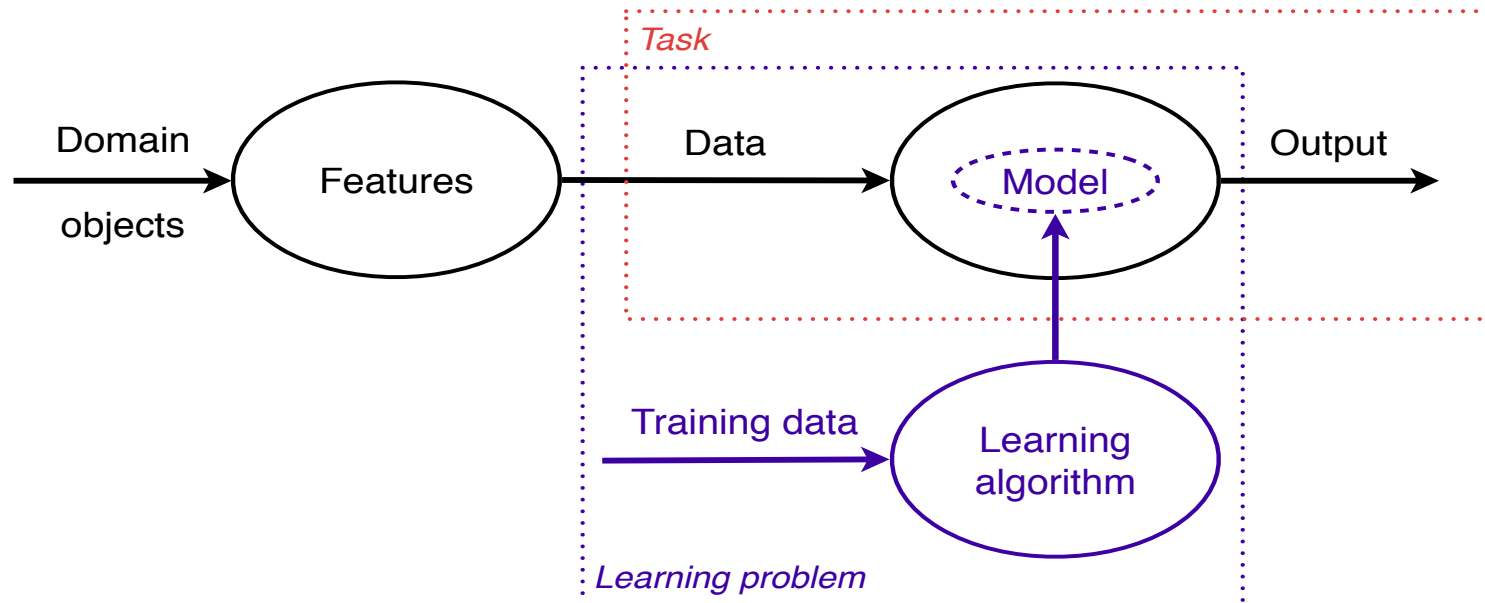 Task
Domain
objects
Features
Data
Model
Output
Training data
Learning
algorithm
Learning problem